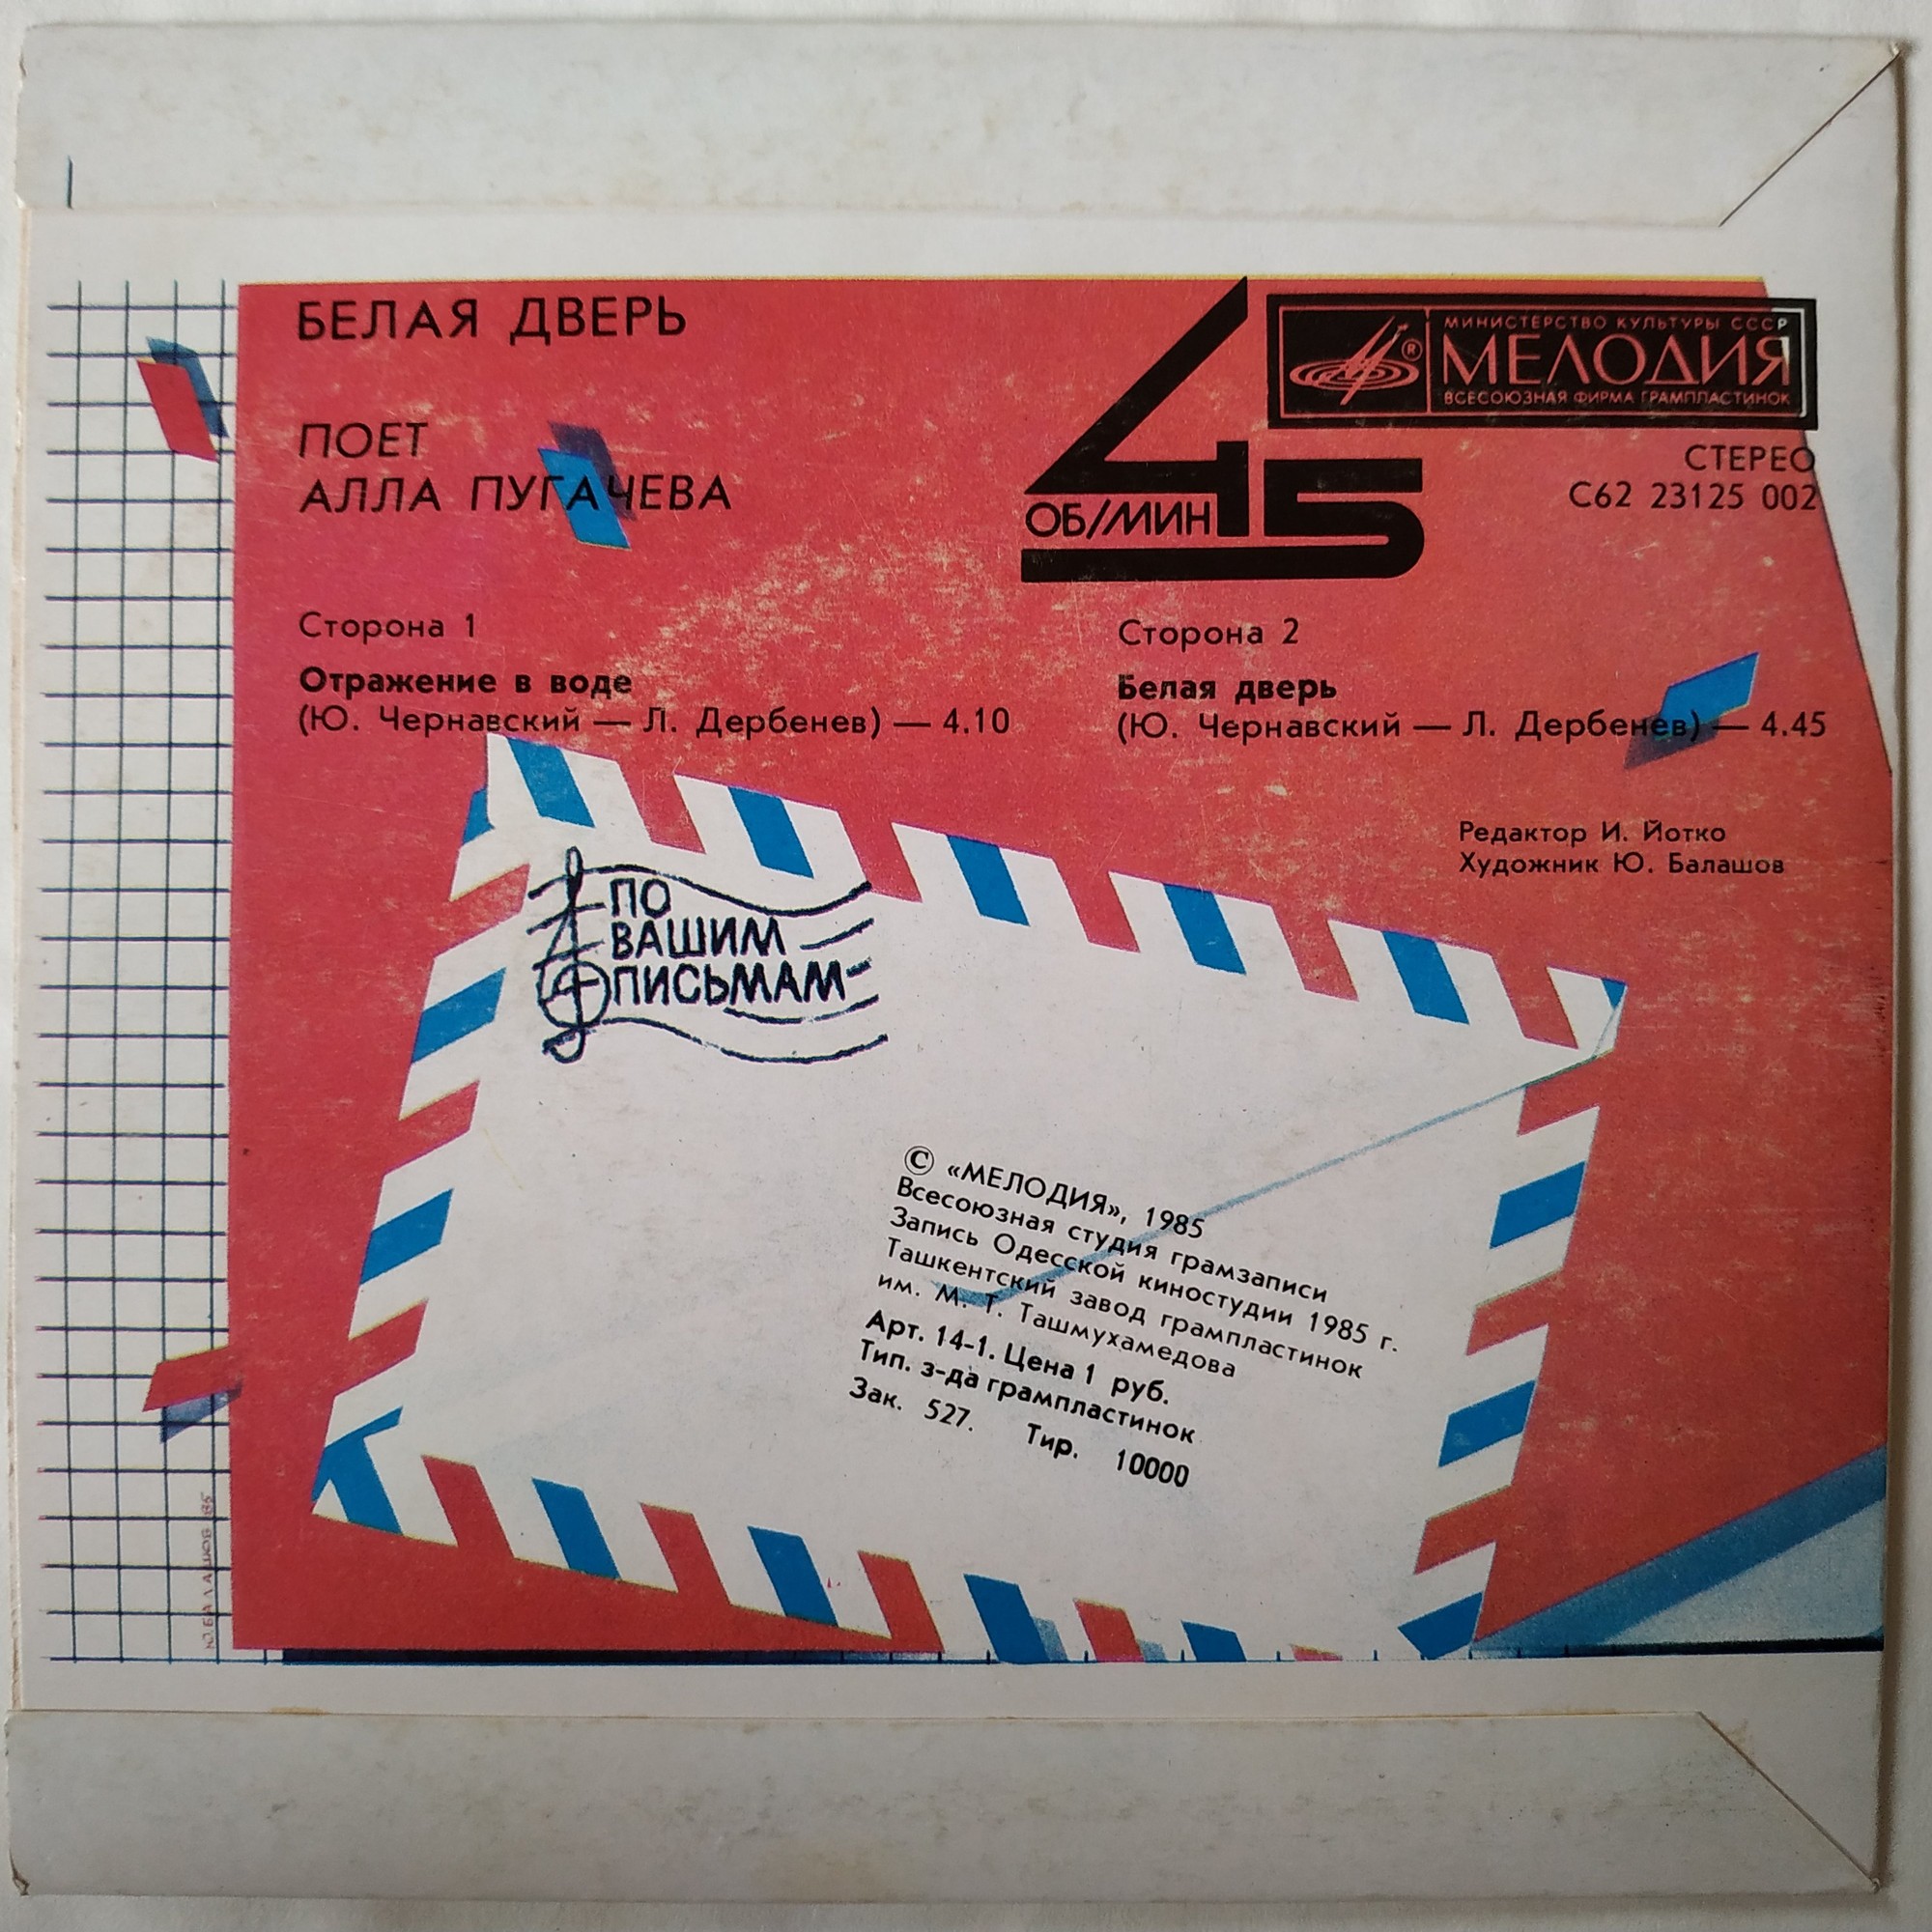 БЕЛАЯ ДВЕРЬ
ПОЕТ
АЛЛА ПУГАЧЕВА
45
ОБ/МИН
МИНИСТЕРСТВО КУЛЬТУРЫ СССР
®
МЕЛОДИЯ
ВСЕСОЮЗНАЯ ФИРМА ГРАМПЛАСТИНОК
СТЕРЕО
С62 23125 002
Сторона 1
Отражение в воде
(Ю. Чернавский — Л. Дербенев) — 4.10
Сторона 2
Белая дверь
(Ю. Чернавский — Л. Дербенев) — 4.45
Редактор И. Йотко
Художник Ю. Балашов
ПО
ВАШИМ
ПИСЬМАМ
© «МЕЛОДИЯ», 1985
Всесоюзная студия грамзаписи
Запись Одесской киностудии 1985 г.
Ташкентский завод грампластинок
им. М. Т. Ташмухамедова
Арт. 14-1. Цена 1 руб.
Тип. з-да грампластинок
Зак. 527. Тир. 10000
Ю. БАЛАШОВ 85